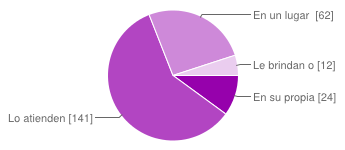 En un lugar [62]
Le brindan o [12]
En su propia [24]
Lo atienden [141]